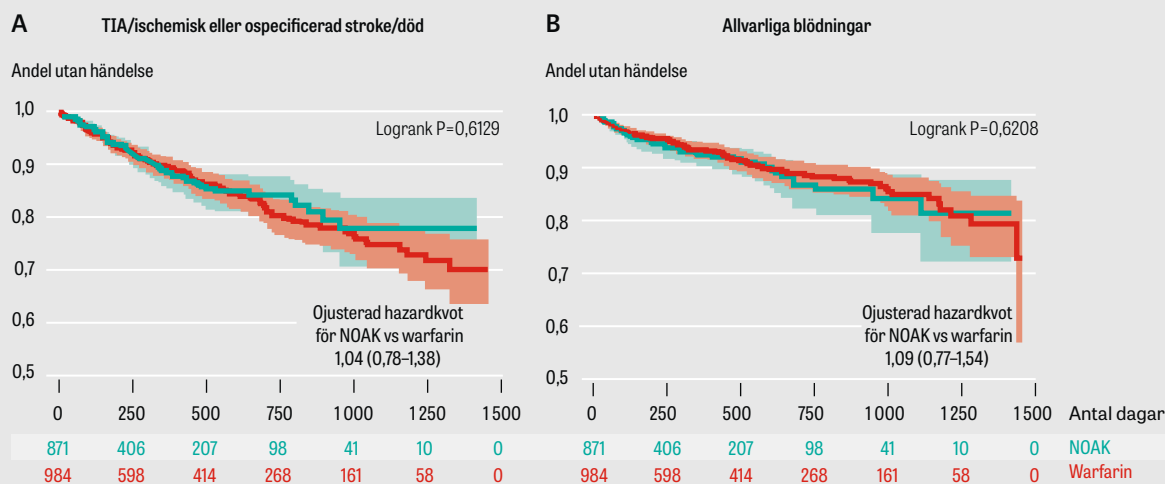 A TIA/ischemisk eller ospecificerad stroke/död
Andel utan händelse
1,0
0,9
0,8
0,7
0,6
0,5
Logrank P=0,6129
Ojusterad hazardkvot
för NOAK vs warfarin
1,04 (0,78–1,38)
0 250 500 750 1 000 1 250 1 500
871 406 207 98 41 10 0
984 598 414 268 161 58 0
B Allvarliga blödningar
Andel utan händelse
1,0
0,9
0,8
0,7
0,6
0,5
Logrank P=0,6208
Ojusterad hazardkvot
för NOAK vs warfarin
1,09 (0,77–1,54)
0 250 500 750 1 000 1 250 1 500 Antal dagar
871 406 207 98 41 10 0 NOAK
984 598 414 268 161 58 0 Warfarin